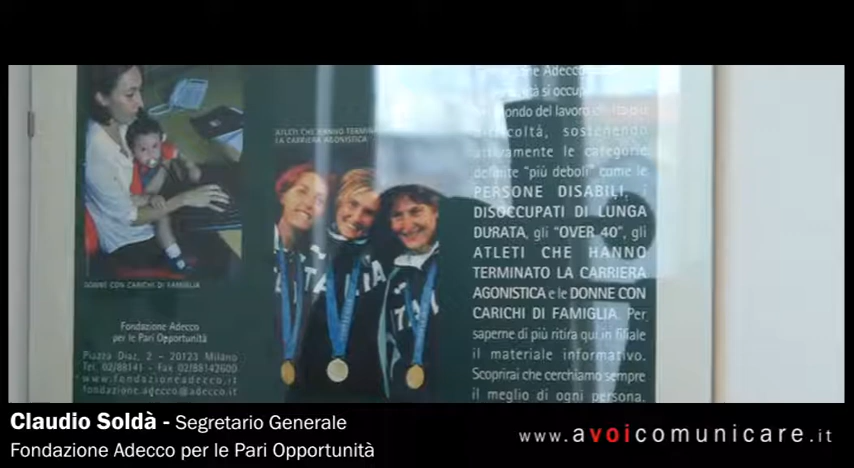 DONNE CON CARICHI DI FAMIGLIA
Fondazione Adecco
per le Pari Opportunità
Piazza Diaz, 2 – 20123 Milano
Tel. 02/88141 - Fax 02/88142600
www.fondazioneadecco.it
fondazione.adecco@adecco.it
ATLETI CHE HANNO TERMIN
LA CARRIERA AGONISTICA
ITALIA
Adecco
si occup
mondo del lavoro
sostenendo
attivamente le categorie
definite "più deboli" come le
PERSONE DISABILI, i
DISOCCUPATI DI LUNGA
DURATA, gli "OVER 40", gli
ATLETI CHE HANNO
TERMINATO LA CARRIERA
AGONISTICA e le DONNE CON
CARICHI DI FAMIGLIA. Per
saperne di più ritira qui in filiale
il materiale informativo.
Scoprirai che cerchiamo sempre
il meglio di ogni persona.
Claudio Soldà - Segretario Generale
Fondazione Adecco per le Pari Opportunità
www.avoicomunicare.it